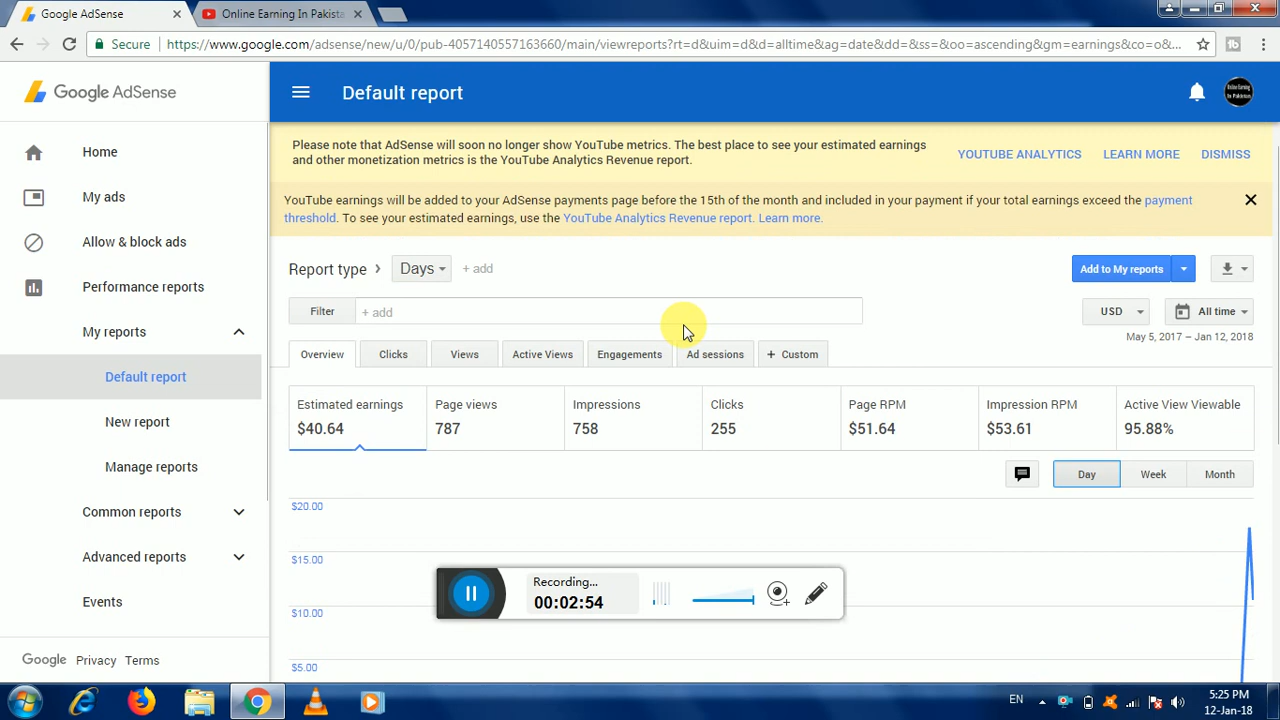 Google AdSense
Online Earning In Pakista
Secure
https://www.google.com/adsense/new/u/0/pub-4057140557163660/main/viewreports?rt=d&uim=d&d=alltime&ag=date&dd=&ss=&oo=ascending&gm=earnings&co=o&...
Google AdSense
Default report
Online Earning
In Pakistan
Home
My ads
Allow & block ads
Performance reports
My reports
Default report
New report
Manage reports
Common reports
Advanced reports
Events
Google Privacy Terms
Please note that AdSense will soon no longer show YouTube metrics. The best place to see your estimated earnings
and other monetization metrics is the YouTube Analytics Revenue report.
YOUTUBE ANALYTICS
LEARN MORE
DISMISS
YouTube earnings will be added to your AdSense payments page before the 15th of the month and included in your payment if your total earnings exceed the payment
threshold. To see your estimated earnings, use the YouTube Analytics Revenue report. Learn more.
Report type
Days
+ add
Add to My reports
Filter
+ add
USD
All time
May 5, 2017 – Jan 12, 2018
Overview
Clicks
Views
Active Views
Engagements
Ad sessions
+ Custom
Estimated earnings
$40.64
Page views
787
Impressions
758
Clicks
255
Page RPM
$51.64
Impression RPM
$53.61
Active View Viewable
95.88%
Day
Week
Month
$20.00
$15.00
$10.00
$5.00
Recording...
00:02:54
EN
5:25 PM
12-Jan-18